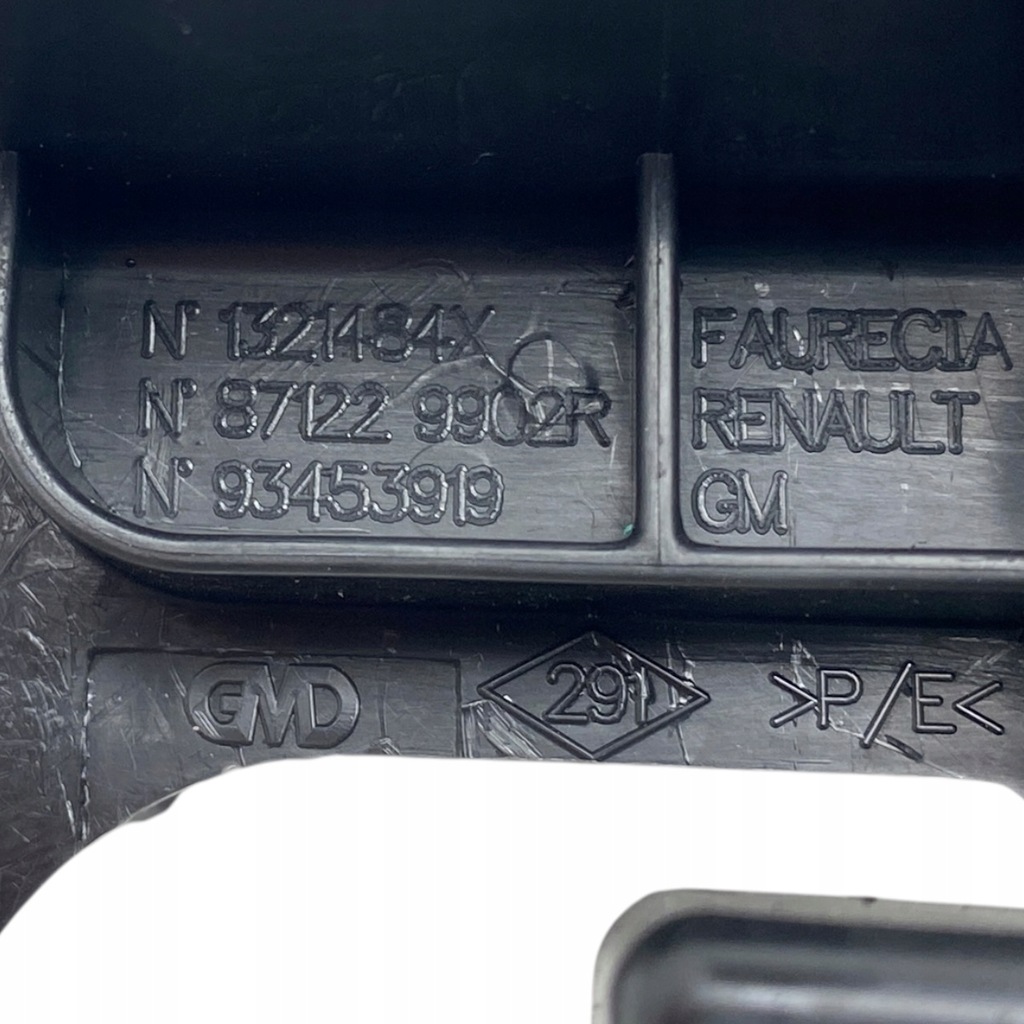 N° 1321484X
N° 87122 9902R
N° 93453919
FAURECIA
RENAULT
GM
GMD
291
>P/E<